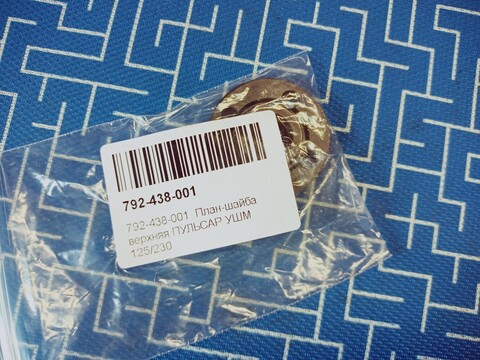 792-438-001
792-438-001 План-шайба
верхняя ПУЛЬСАР УШМ
125/230